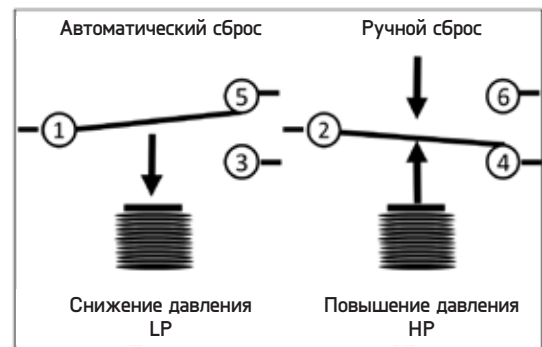 Автоматический сброс
Ручной сброс
5
6
1
2
3
4
Снижение давления
LP
Повышение давления
HP